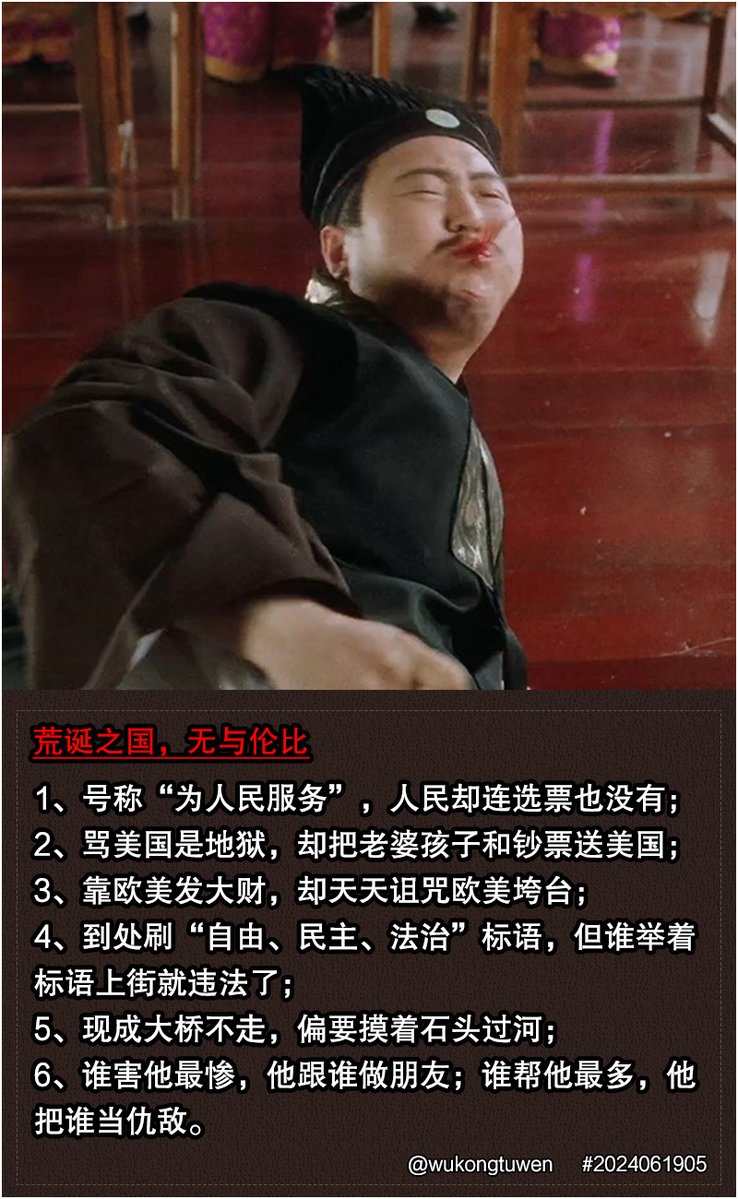 荒诞之国，无与伦比
1、号称“为人民服务”，人民却连选票也没有；
2、骂美国是地狱，却把老婆孩子和钞票送美国；
3、靠欧美发大财，却天天诅咒欧美垮台；
4、到处刷“自由、民主、法治”标语，但谁举着
标语上街就违法了；
5、现成大桥不走，偏要摸着石头过河；
6、谁害他最惨，他跟谁做朋友；谁帮他最多，他
把谁当仇敌。
@wukongtuwen #2024061905